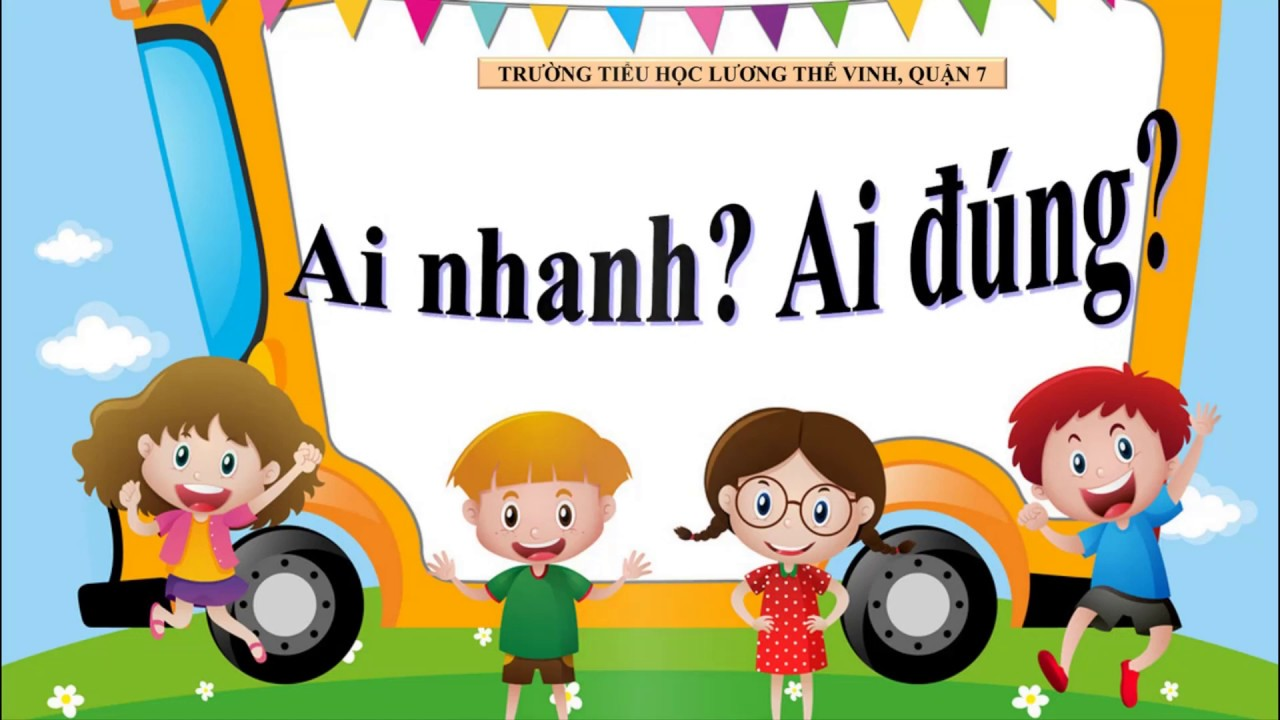 TRƯỜNG TIỂU HỌC LƯƠNG THẾ VINH, QUẬN 7
Ai nhanh? Ai đúng?